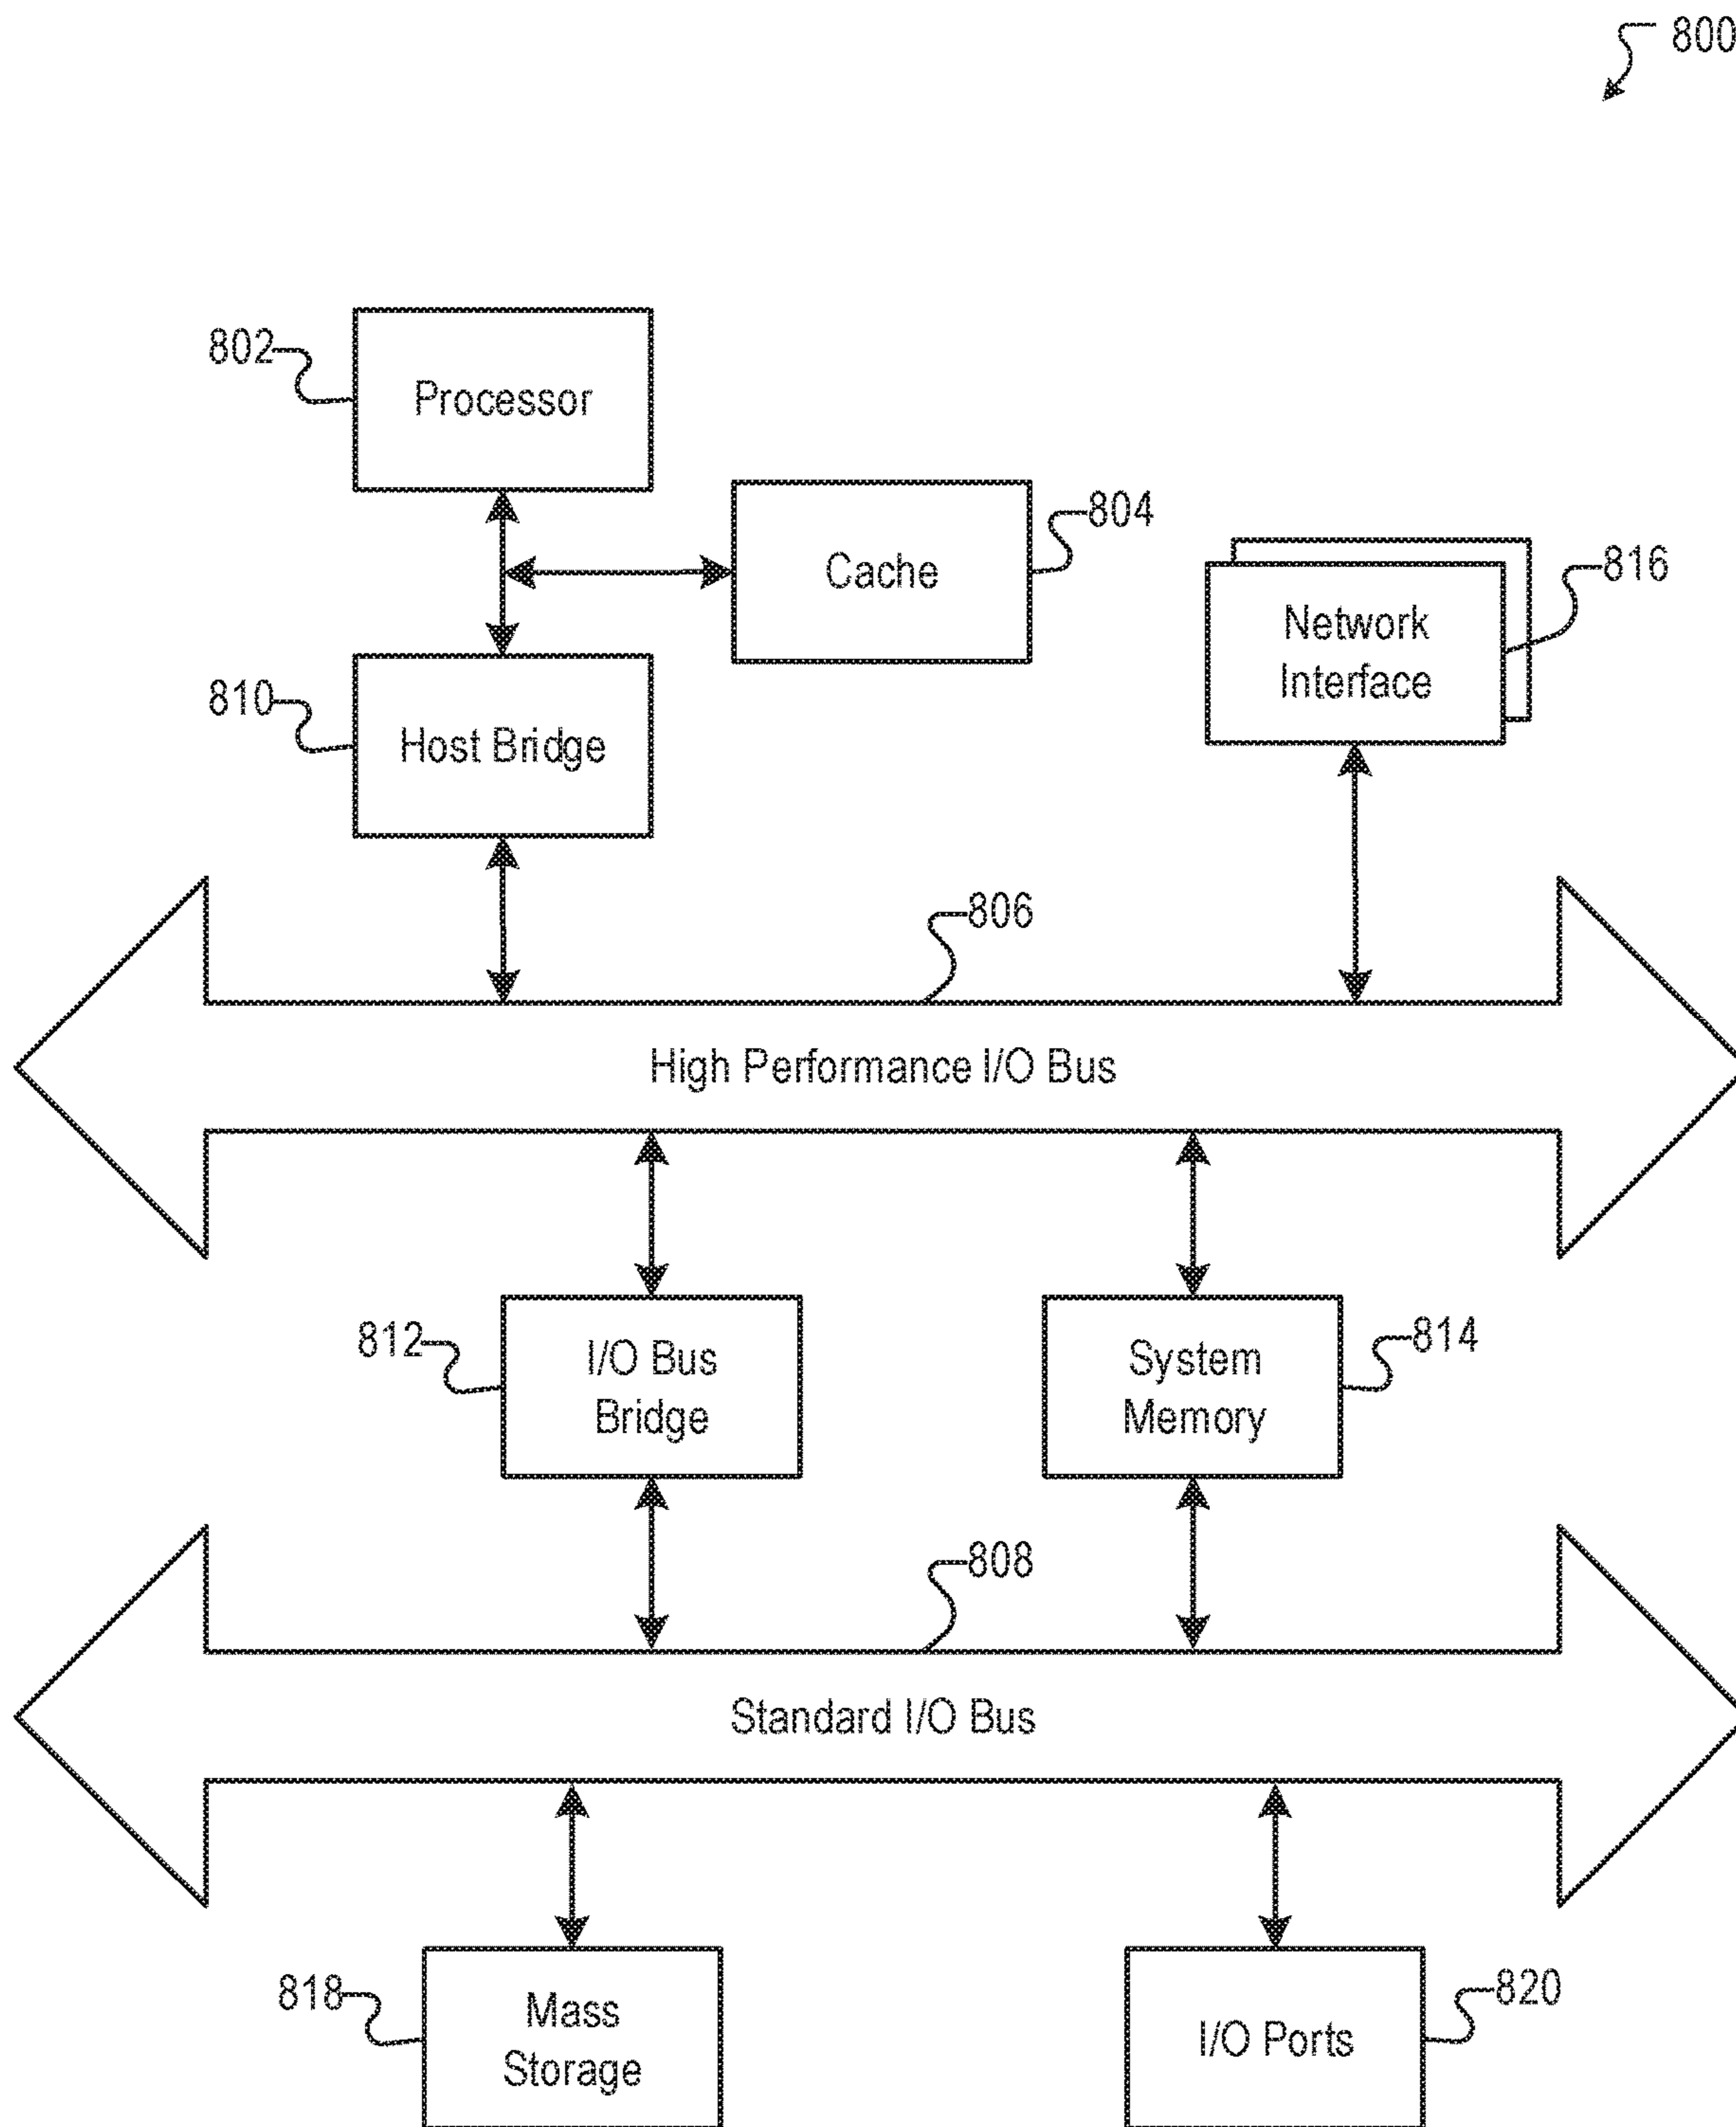 800
802
Processor
804
Cache
816
Network
Interface
810
Host Bridge
806
High Performance I/O Bus
812
I/O Bus
Bridge
System
Memory
814
808
Standard I/O Bus
818
Mass
Storage
I/O Ports
820